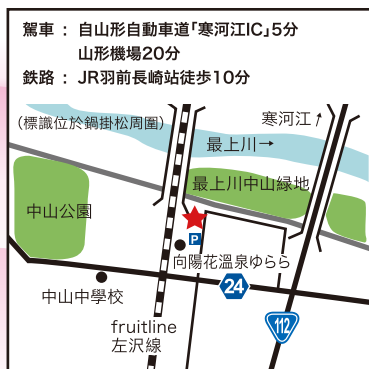 駕車 : 自山形自動車道「寒河江IC」5分
山形機場20分
鉄路 : JR羽前長崎站徒歩10分
寒河江↑
(標識位於鍋掛松周圍)
最上川→
最上川中山緑地
中山公園
P
向陽花溫泉ゆらら
24
中山中學校
112
fruitline
左沢線